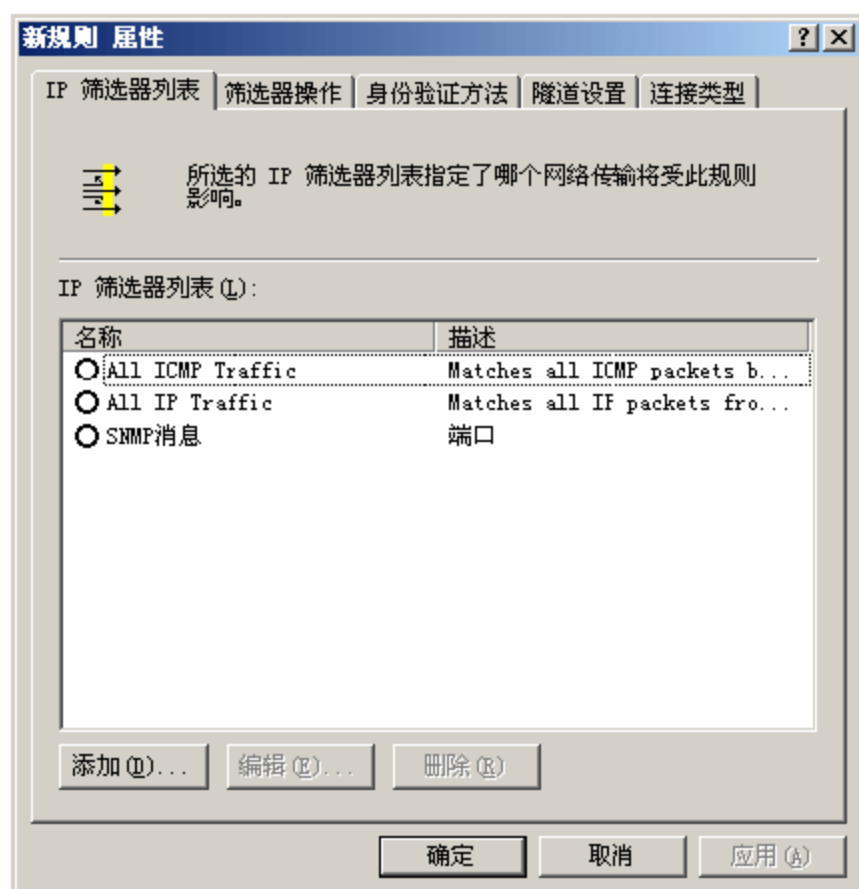 新规则 属性
IP 筛选器列表 筛选器操作 身份验证方法 隧道设置 连接类型
所选的 IP 筛选器列表指定了哪个网络传输将受此规则
影响。
IP 筛选器列表(L):
名称 描述
All ICMP Traffic Matches all ICMP packets b...
All IP Traffic Matches all IP packets fro...
SNMP消息 端口
添加(D)... 编辑(E)... 删除(R)
确定 取消 应用(A)